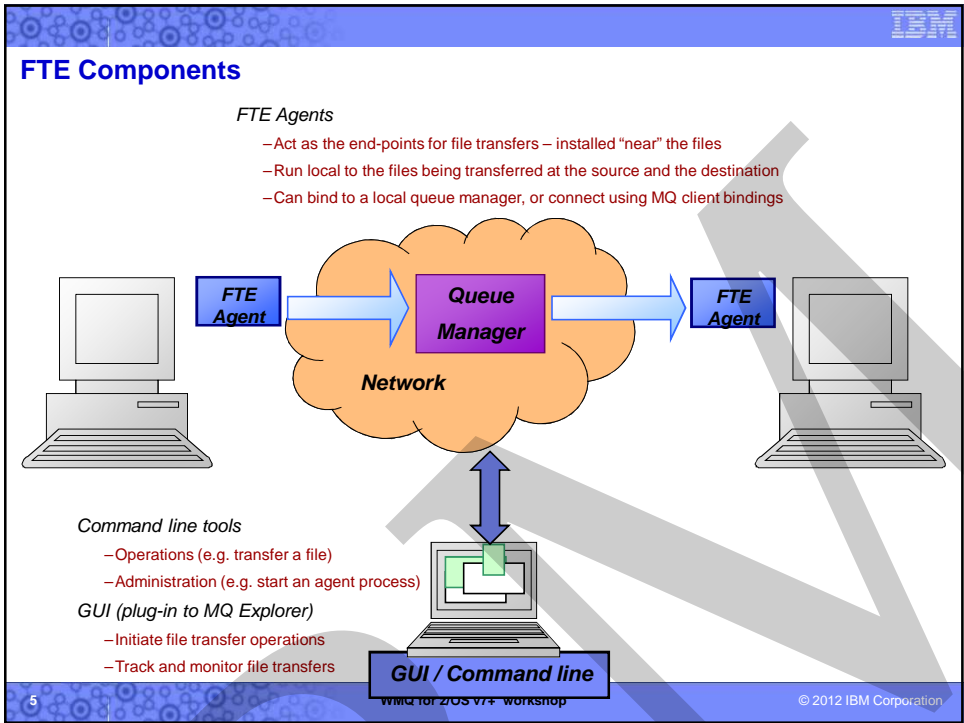 IBM
FTE Components
FTE Agents
–Act as the end-points for file transfers – installed “near” the files
–Run local to the files being transferred at the source and the destination
–Can bind to a local queue manager, or connect using MQ client bindings
FTE
Agent
Queue
Manager
FTE
Agent
Network
Command line tools
–Operations (e.g. transfer a file)
–Administration (e.g. start an agent process)
GUI (plug-in to MQ Explorer)
–Initiate file transfer operations
–Track and monitor file transfers
GUI / Command line
5
WMQ for z/OS v7+ workshop
© 2012 IBM Corporation